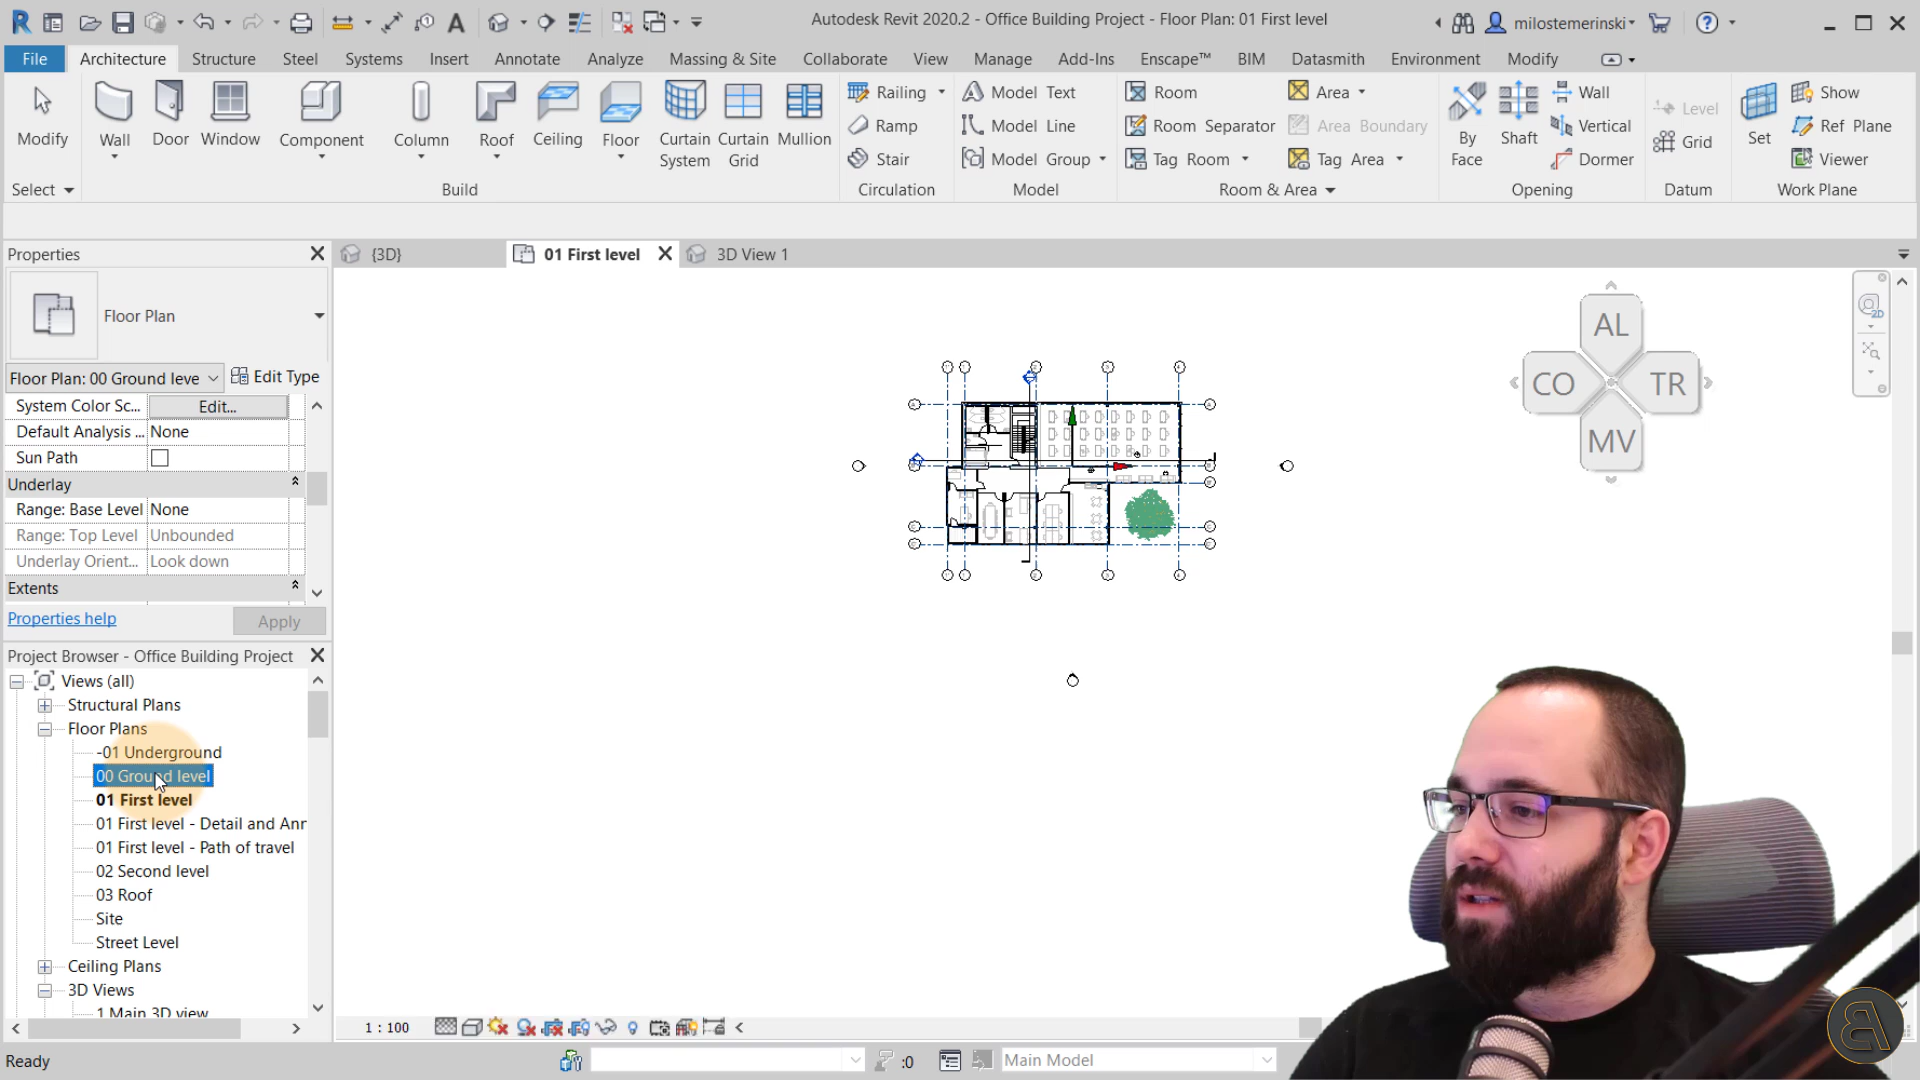 Autodesk Revit 2020.2 - Office Building Project - Floor Plan: 01 First level
milostemerinski
File Architecture Structure Steel Systems Insert Annotate Analyze Massing & Site Collaborate View Manage Add-Ins Enscape™ BIM Datasmith Environment Modify
Modify
Wall
Door
Window
Component
Column
Roof
Ceiling
Floor
Curtain System
Curtain Grid
Mullion
Railing
Ramp
Stair
Model Text
Model Line
Model Group
Room
Room Separator
Tag Room
Area
Area Boundary
Tag Area
By Face
Shaft
Wall
Vertical
Dormer
Level
Grid
Set
Show
Ref Plane
Viewer
Select
Build
Circulation
Model
Room & Area
Opening
Datum
Work Plane
Properties
Floor Plan
Floor Plan: 00 Ground leve
Edit Type
System Color Sc... Edit...
Default Analysis ... None
Sun Path
Underlay
Range: Base Level None
Range: Top Level Unbounded
Underlay Orient... Look down
Extents
Properties help
Apply
{3D}
01 First level
3D View 1
AL
CO
TR
MV
2D
Project Browser - Office Building Project
Views (all)
Structural Plans
Floor Plans
-01 Underground
00 Ground level
01 First level
01 First level - Detail and Anr
01 First level - Path of travel
02 Second level
03 Roof
Site
Street Level
Ceiling Plans
3D Views
1 Main 3D view
1 : 100
Ready
:0
Main Model